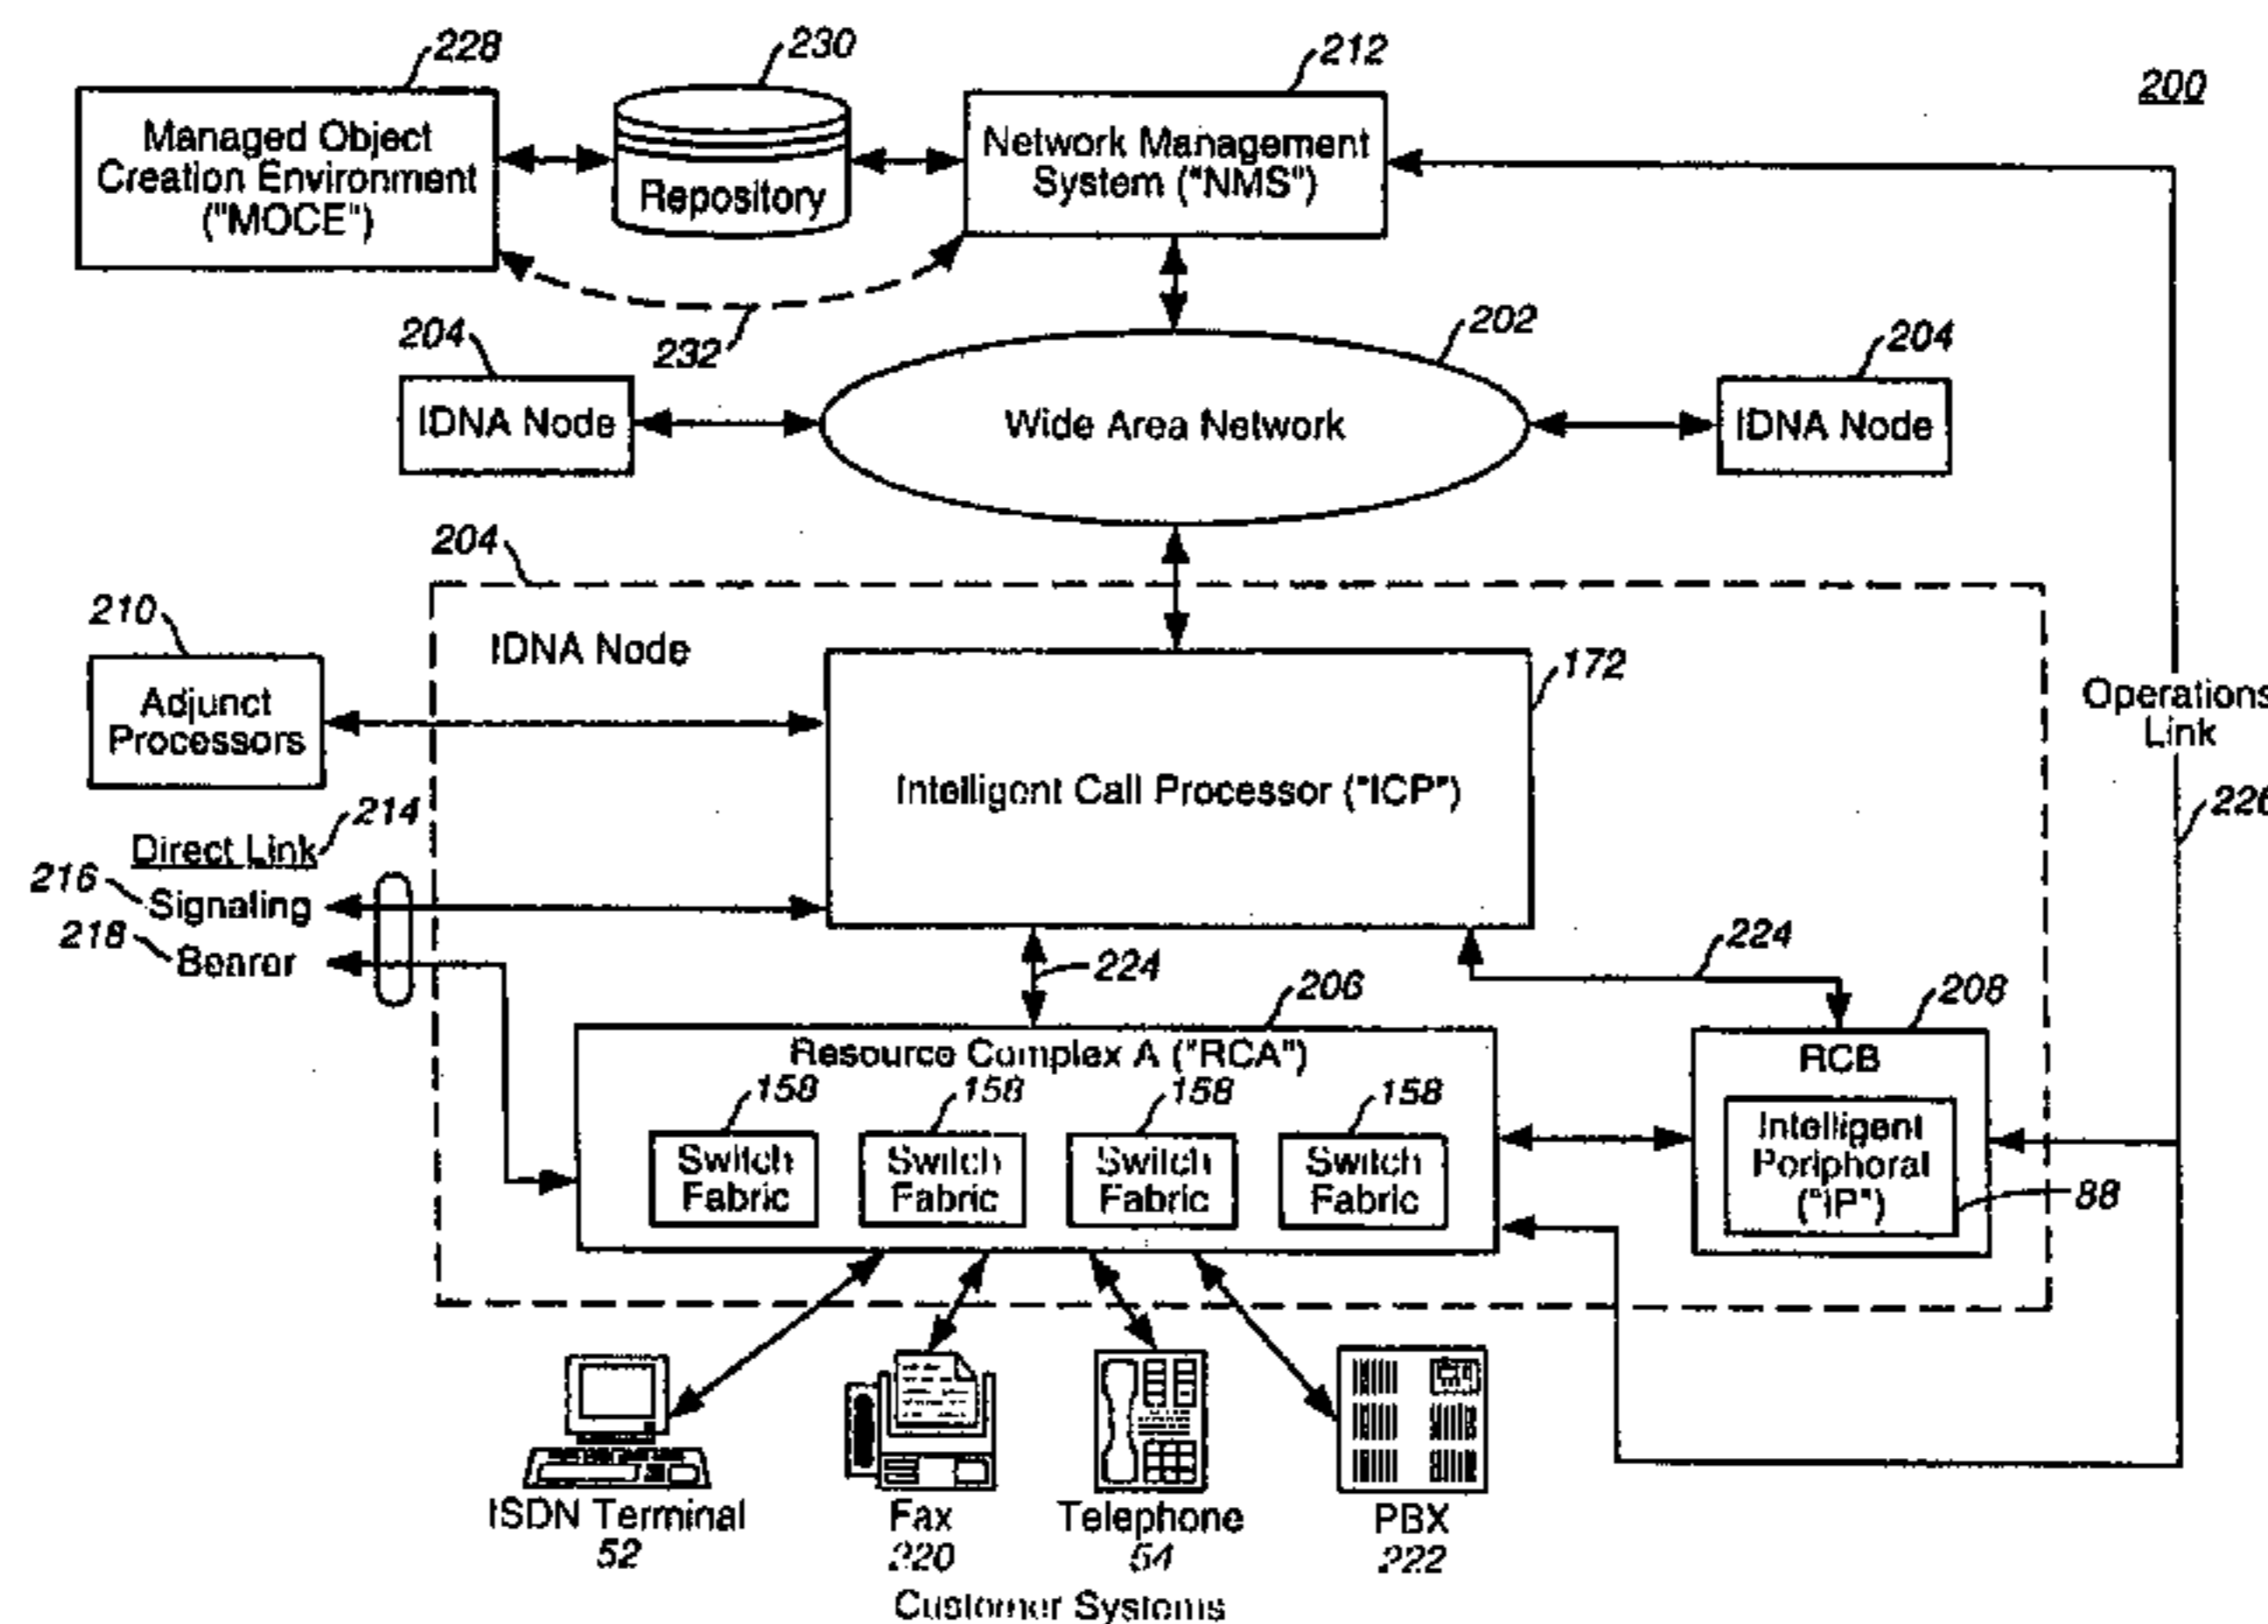 228
230
212
200
Managed Object
Creation Environment
("MOCE")
Repository
Network Management
System ("NMS")
232
204
202
204
IDNA Node
Wide Area Network
IDNA Node
204
210
IDNA Node
172
Adjunct
Processors
Operations
Link
Intelligent Call Processor ("ICP")
226
Direct Link
214
216
Signaling
218
Bearer
224
224
206
208
Resource Complex A ("RCA")
RCB
158
158
158
158
Switch
Fabric
Switch
Fabric
Switch
Fabric
Switch
Fabric
Intelligent
Peripheral
("IP")
88
ISDN Terminal
52
Fax
220
Telephone
54
PBX
222
Customer Systems